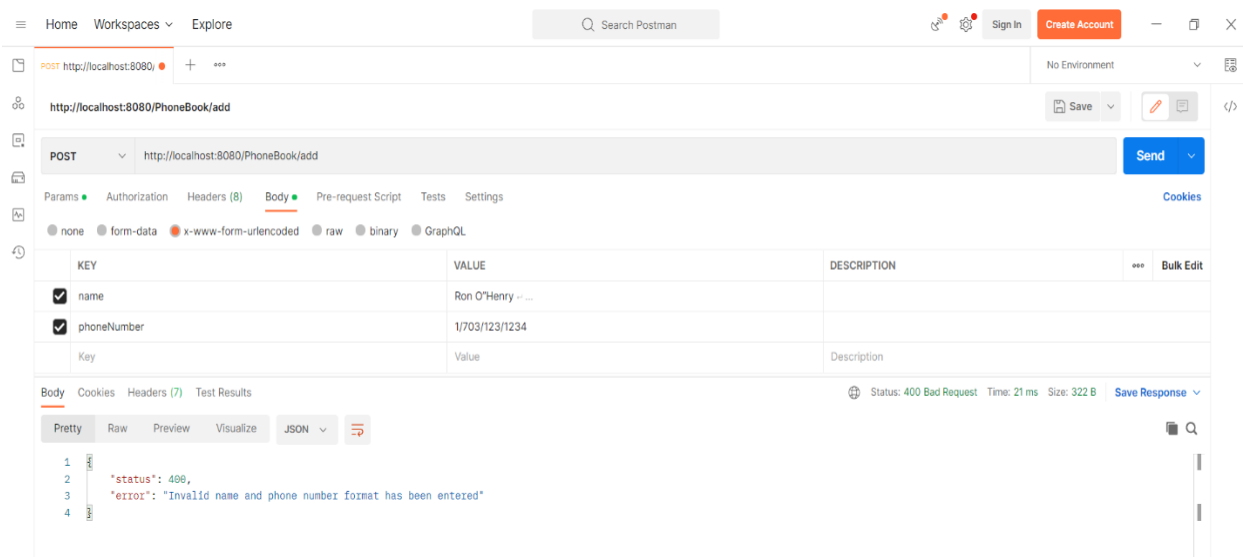 Home Workspaces Explore Search Postman Sign In Create Account
POST http://localhost:8080/ No Environment
http://localhost:8080/PhoneBook/add Save
POST http://localhost:8080/PhoneBook/add Send
Params Authorization Headers (8) Body Pre-request Script Tests Settings Cookies
none form-data x-www-form-urlencoded raw binary GraphQL
KEY VALUE DESCRIPTION Bulk Edit
name Ron O''Henry ↵ ...
phoneNumber 1/703/123/1234
Key Value Description
Body Cookies Headers (7) Test Results Status: 400 Bad Request Time: 21 ms Size: 322 B Save Response
Pretty Raw Preview Visualize JSON
1 {
2 "status": 400,
3 "error": "Invalid name and phone number format has been entered"
4 }